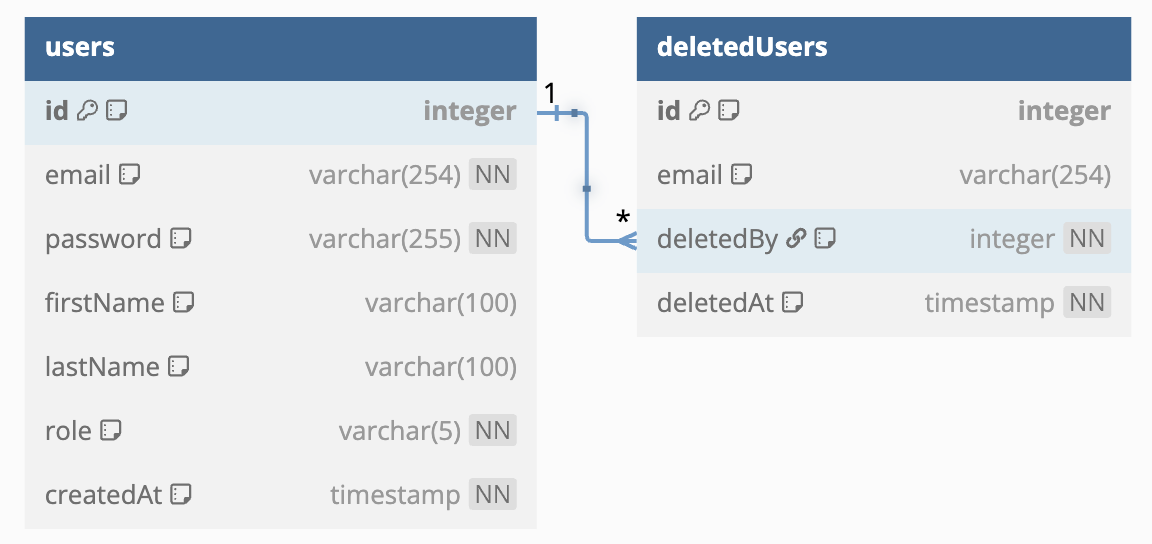 users
id integer
email varchar(254) NN
password varchar(255) NN
firstName varchar(100)
lastName varchar(100)
role varchar(5) NN
createdAt timestamp NN
1
*
deletedUsers
id integer
email varchar(254)
deletedBy integer NN
deletedAt timestamp NN